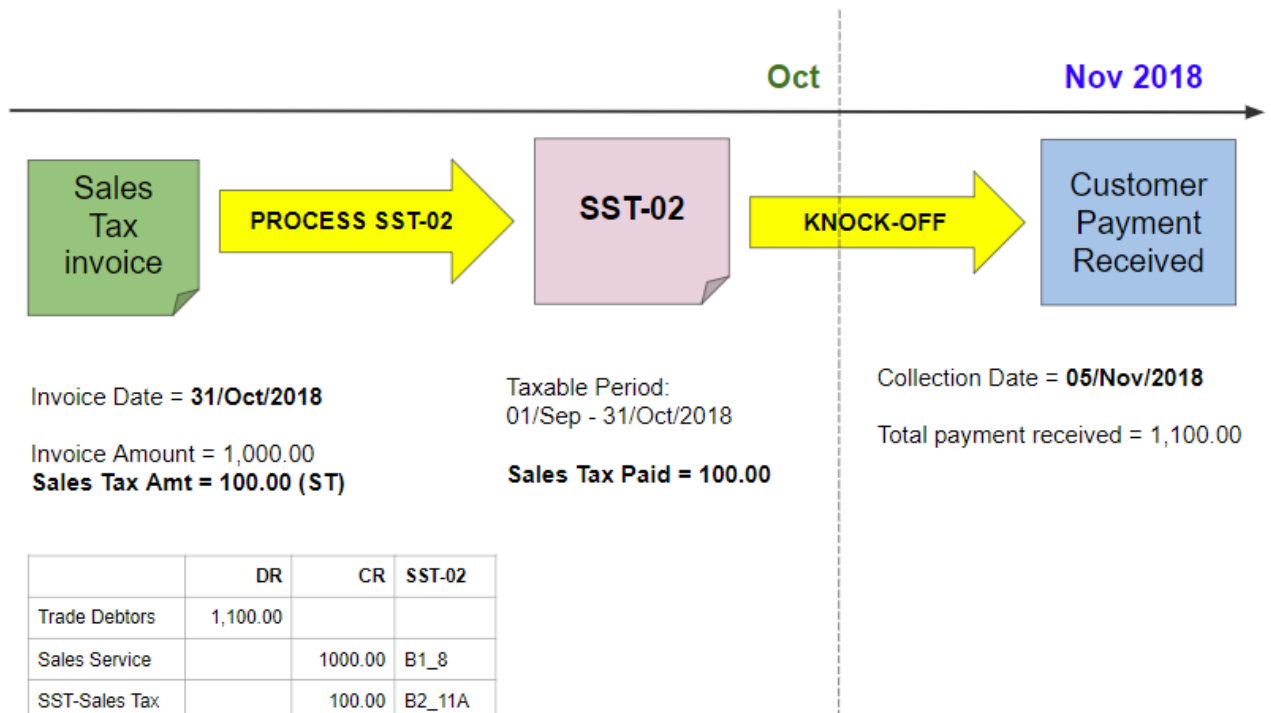 Oct
Nov 2018
Sales
Tax
invoice
PROCESS SST-02
SST-02
KNOCK-OFF
Customer
Payment
Received
Invoice Date = 31/Oct/2018
Invoice Amount = 1,000.00
Sales Tax Amt = 100.00 (ST)
Taxable Period:
01/Sep - 31/Oct/2018
Sales Tax Paid = 100.00
Collection Date = 05/Nov/2018
Total payment received = 1,100.00
DR CR SST-02
Trade Debtors 1,100.00
Sales Service 1000.00 B1_8
SST-Sales Tax 100.00 B2_11A